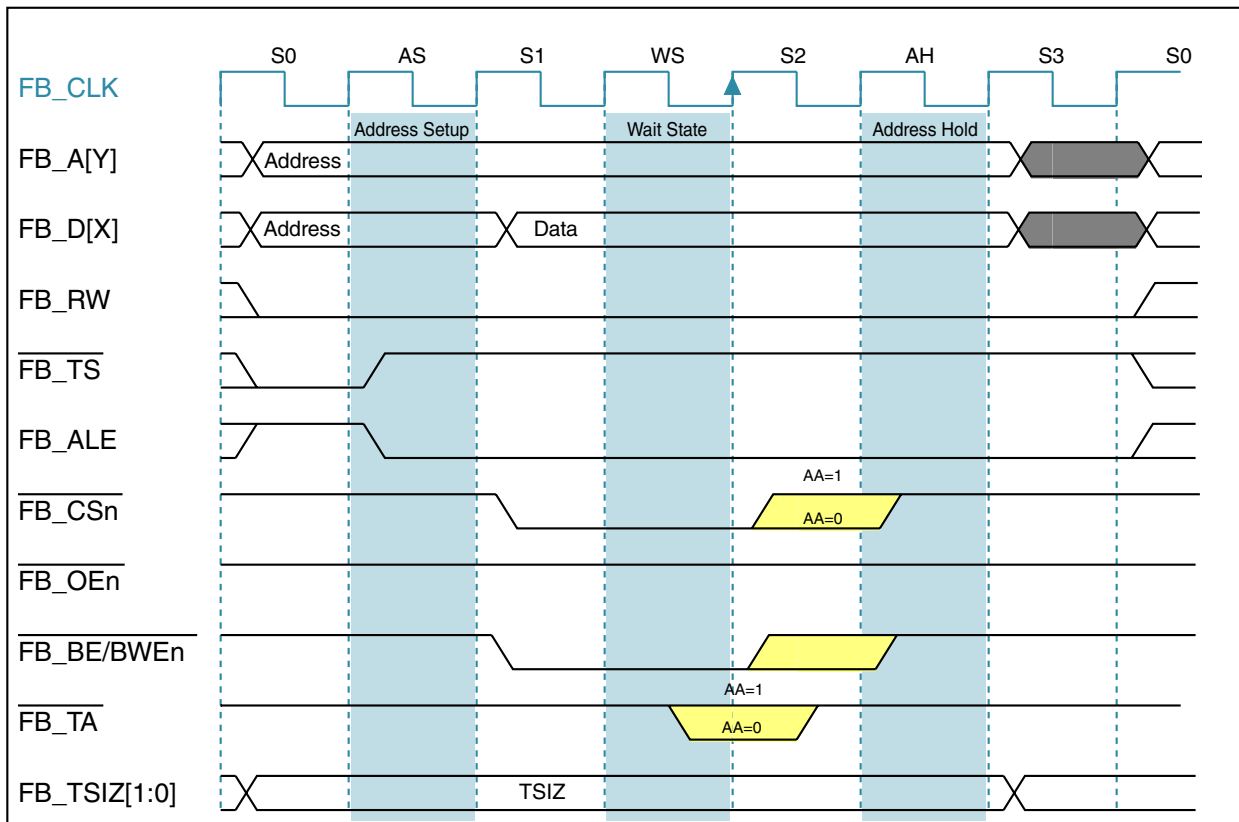 S0 AS S1 WS S2 AH S3 S0
FB_CLK
Address Setup Wait State Address Hold
FB_A[Y] Address
FB_D[X] Address Data
FB_RW
FB_TS
FB_ALE
AA=1
FB_CSn AA=0
FB_OEn
FB_BE/BWEn
AA=1
FB_TA AA=0
FB_TSIZ[1:0] TSIZ